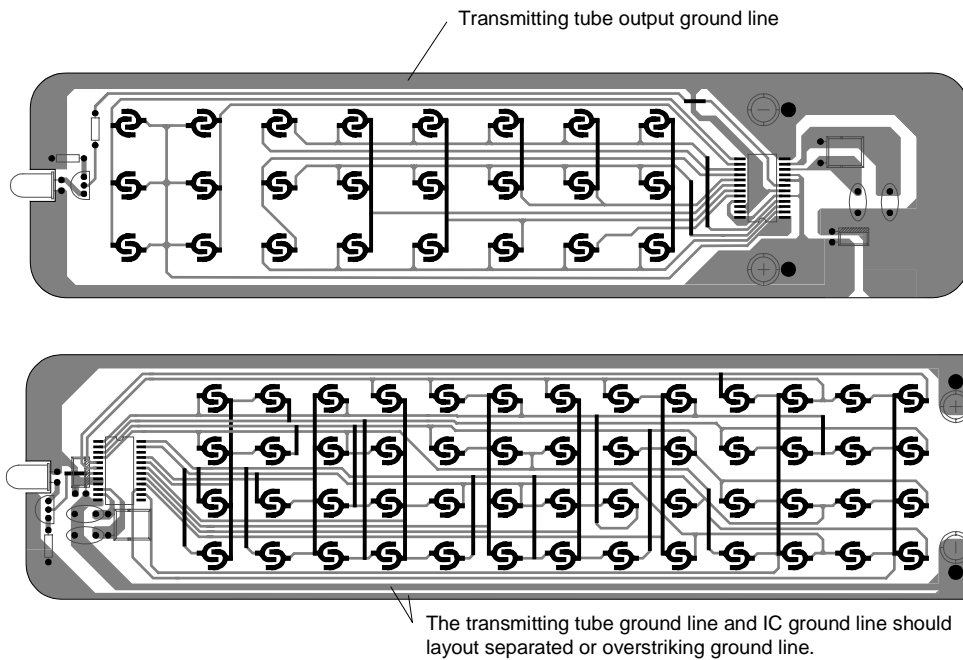 Transmitting tube output ground line
The transmitting tube ground line and IC ground line should
layout separated or overstriking ground line.